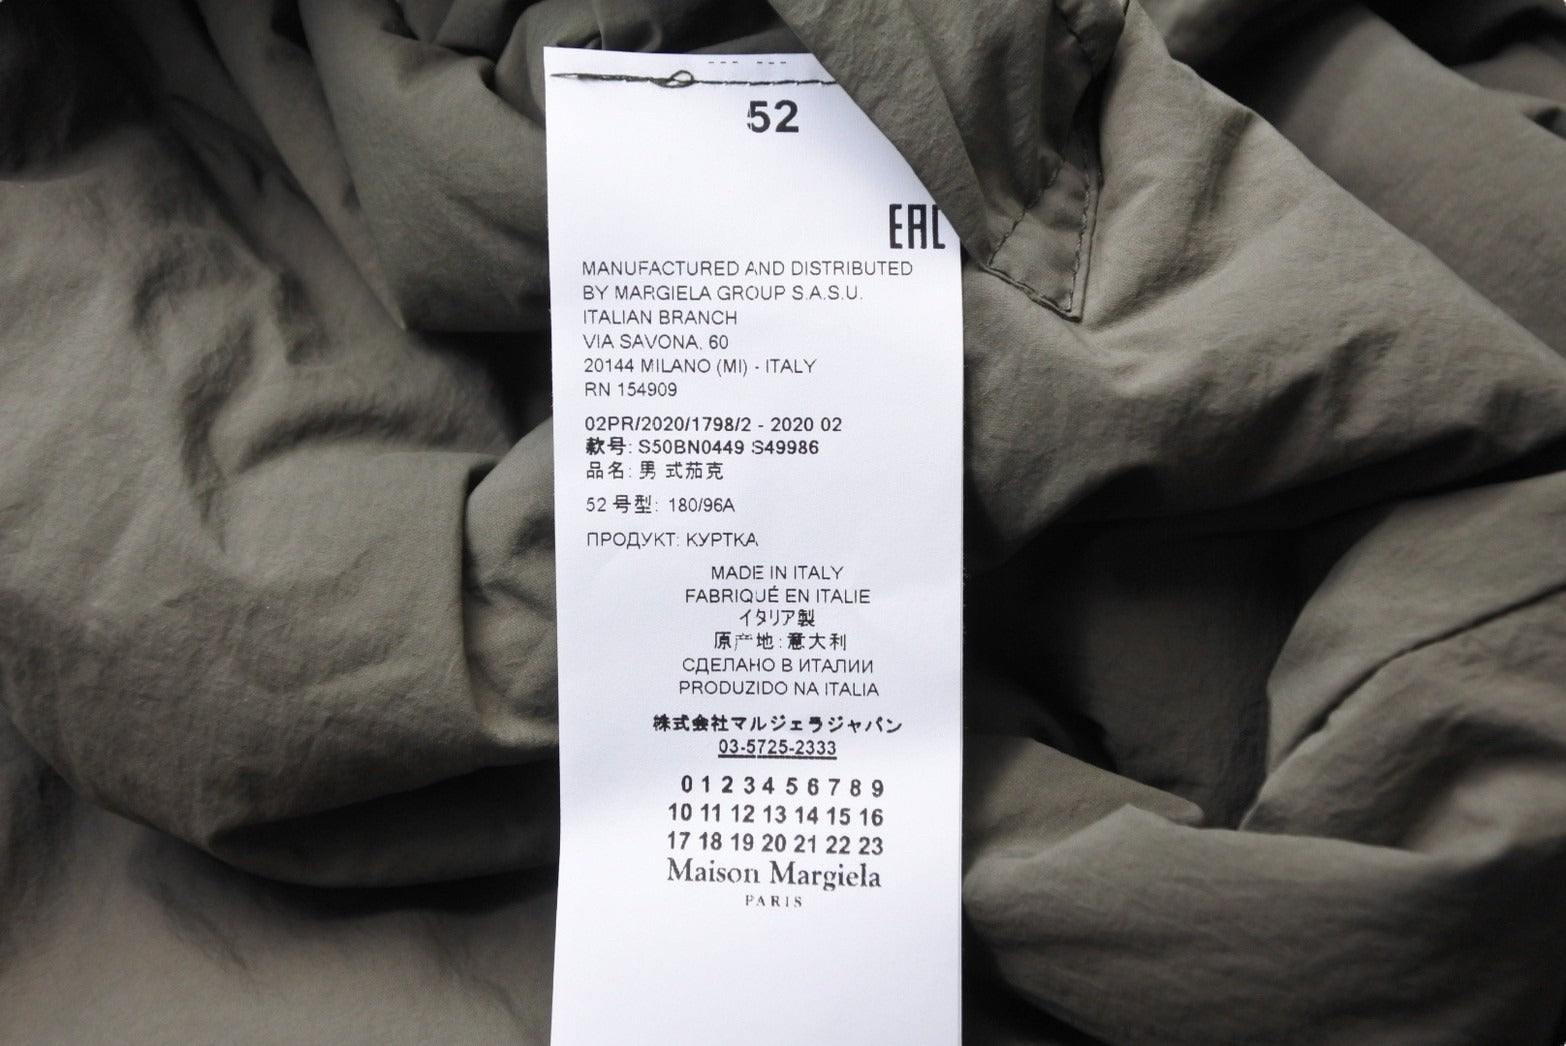 52
EAC
MANUFACTURED AND DISTRIBUTED
BY MARGIELA GROUP S.A.S.U.
ITALIAN BRANCH
VIA SAVONA, 60
20144 MILANO (MI) - ITALY
RN 154909
02PR/2020/1798/2 - 2020 02
款号: S50BN0449 S49986
品名: 男 式茄克
52 号型: 180/96A
ПРОДУКТ: КУРТКА
MADE IN ITALY
FABRIQUÉ EN ITALIE
イタリア製
原产地:意大利
СДЕЛАНО В ИТАЛИИ
PRODUZIDO NA ITALIA
株式会社マルジェラジャパン
03-5725-2333
0 1 2 3 4 5 6 7 8 9
10 11 12 13 14 15 16
17 18 19 20 21 22 23
Maison Margiela
PARIS